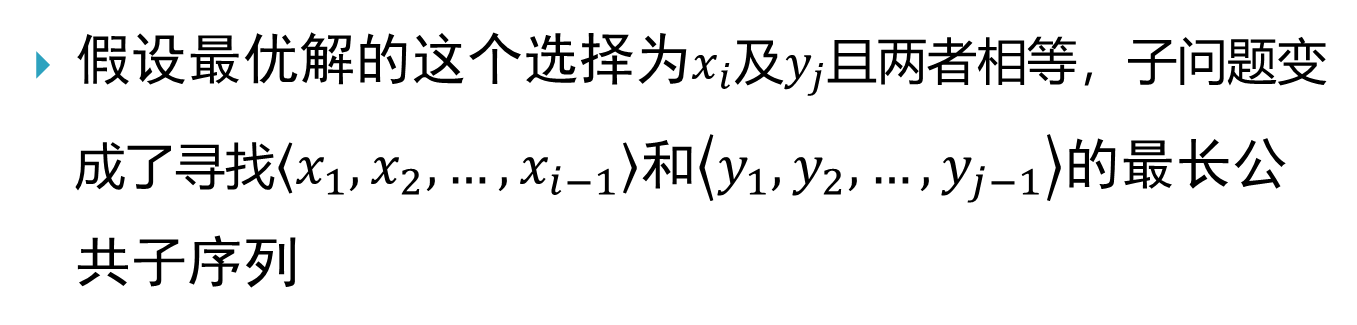 假设最优解的这个选择为xᵢ及yⱼ且两者相等，子问题变
成了寻找⟨x₁, x₂, … , xᵢ₋₁⟩和⟨y₁, y₂, … , yⱼ₋₁⟩的最长公
共子序列